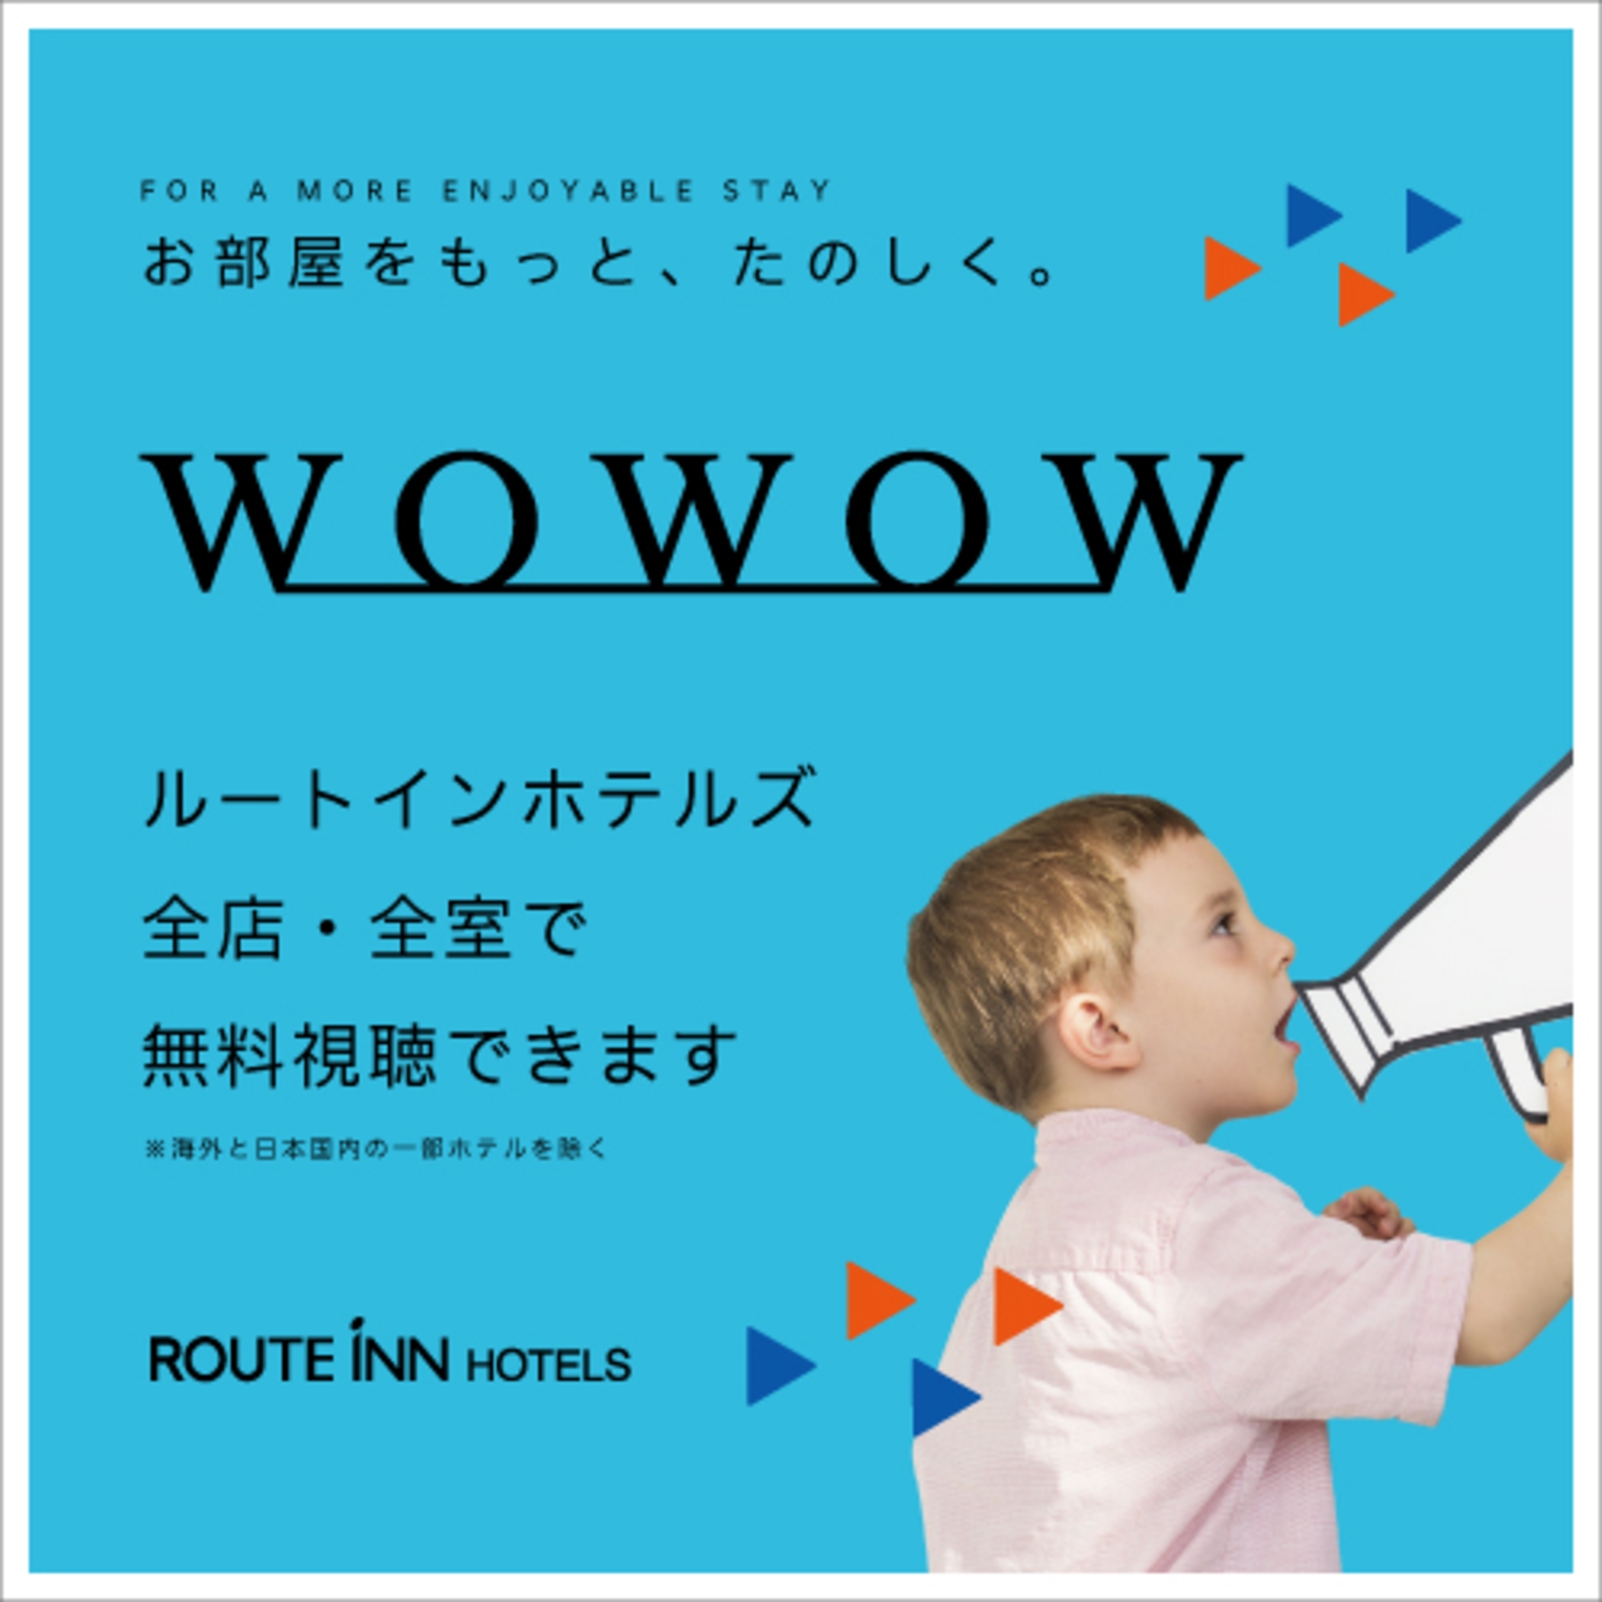 FOR A MORE ENJOYABLE STAY
お部屋をもっと、たのしく。
WOWOW
ルートインホテルズ
全店・全室で
無料視聴できます
※海外と日本国内の一部ホテルを除く
ROUTE INN HOTELS